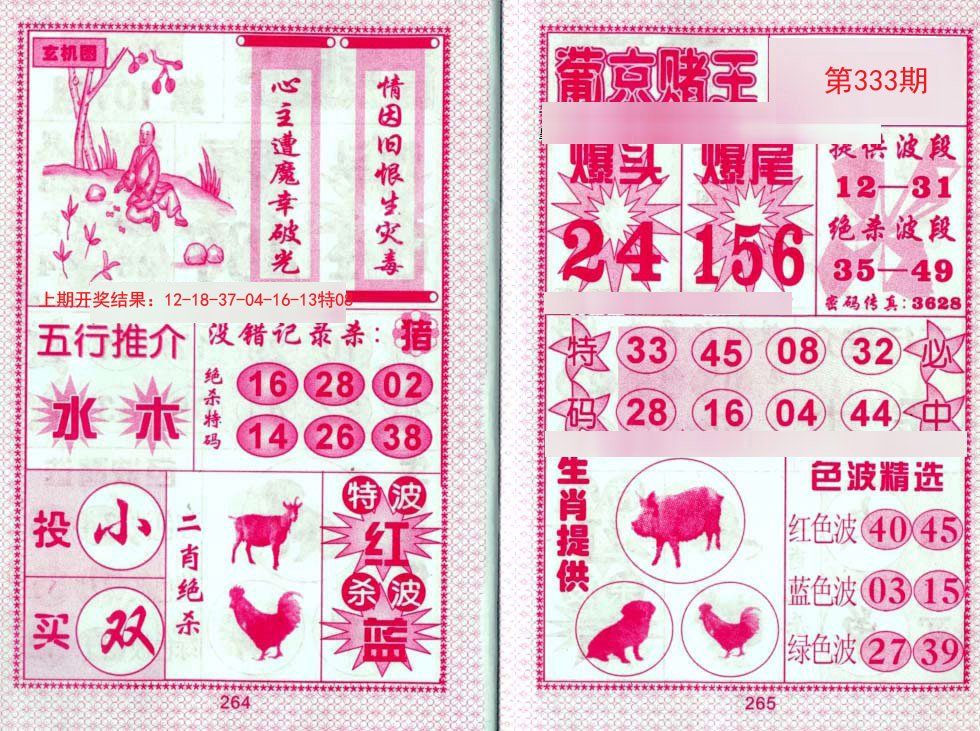 玄机图
心主遭魔幸破光
情因旧恨生灾毒
上期开奖结果：12-18-37-04-16-13特08
五行推介
水 木
没错记录杀：猪
绝杀特码
16 28 02
14 26 38
投 小
买 双
二肖绝杀
特波
红
杀波
蓝
264
葡京赌王
第333期
爆头
24
爆尾
156
提供波段
12—31
绝杀波段
35—49
密码传真:3628
特 33 45 08 32 必
码 28 16 04 44 中
生肖提供
色波精选
红色波 40 45
蓝色波 03 15
绿色波 27 39
265